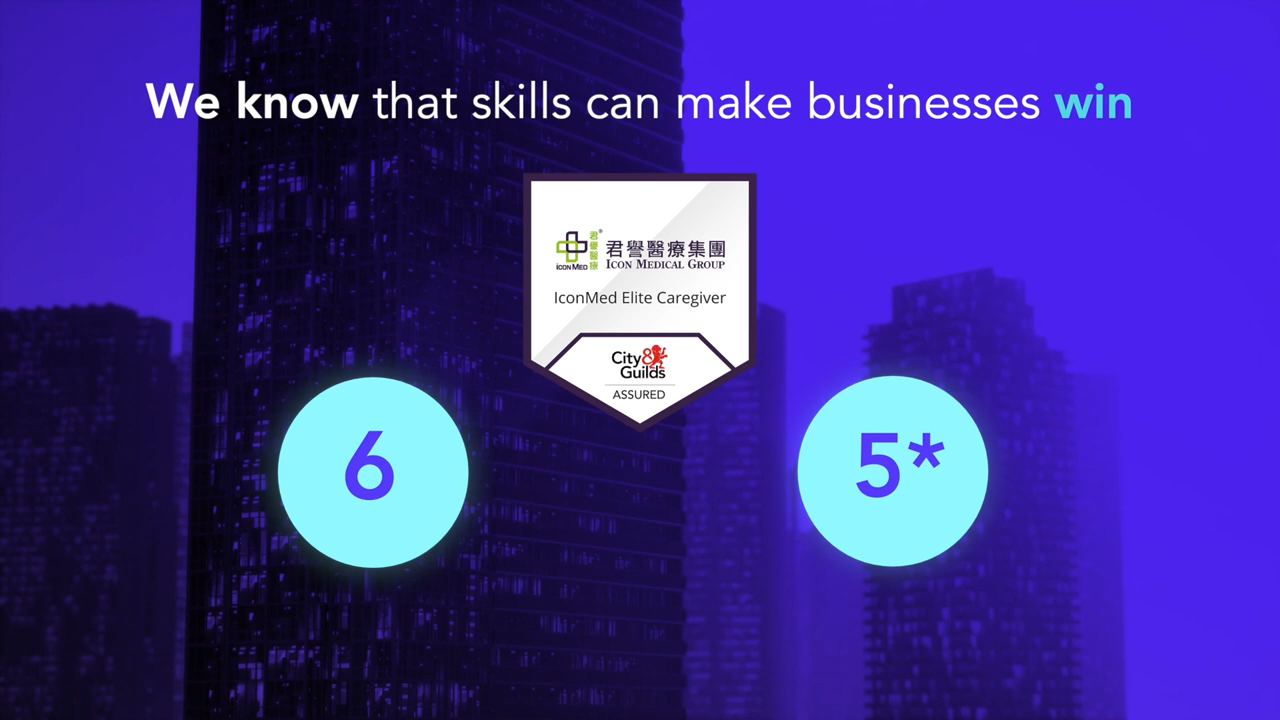 We know that skills can make businesses win
君譽醫療
ICON MED
君譽醫療集團
ICON MEDICAL GROUP
IconMed Elite Caregiver
City &
Guilds
ASSURED
6
5*